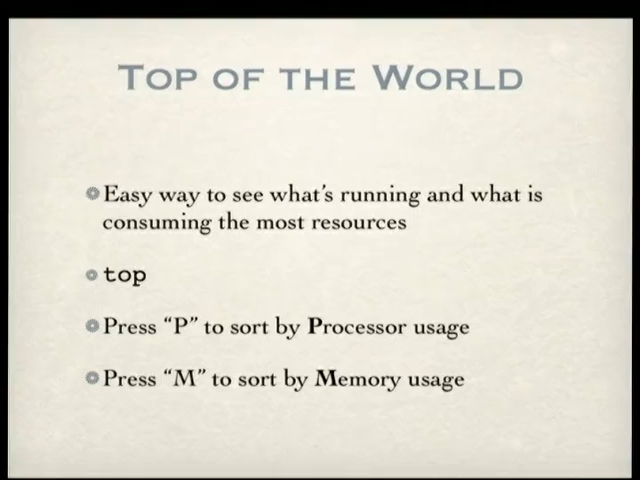 Top of the World
Easy way to see what's running and what is
consuming the most resources
top
Press “P” to sort by Processor usage
Press “M” to sort by Memory usage